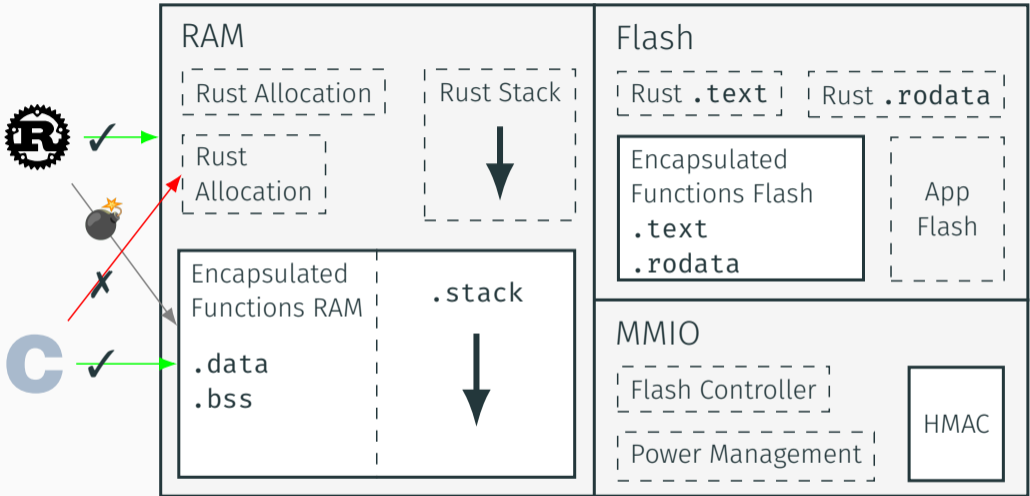 RAM
Rust Allocation
Rust Stack
Rust
Allocation
R
C
Encapsulated
Functions RAM
.data
.bss
.stack
Flash
Rust .text
Rust .rodata
Encapsulated
Functions Flash
.text
.rodata
App
Flash
MMIO
Flash Controller
Power Management
HMAC